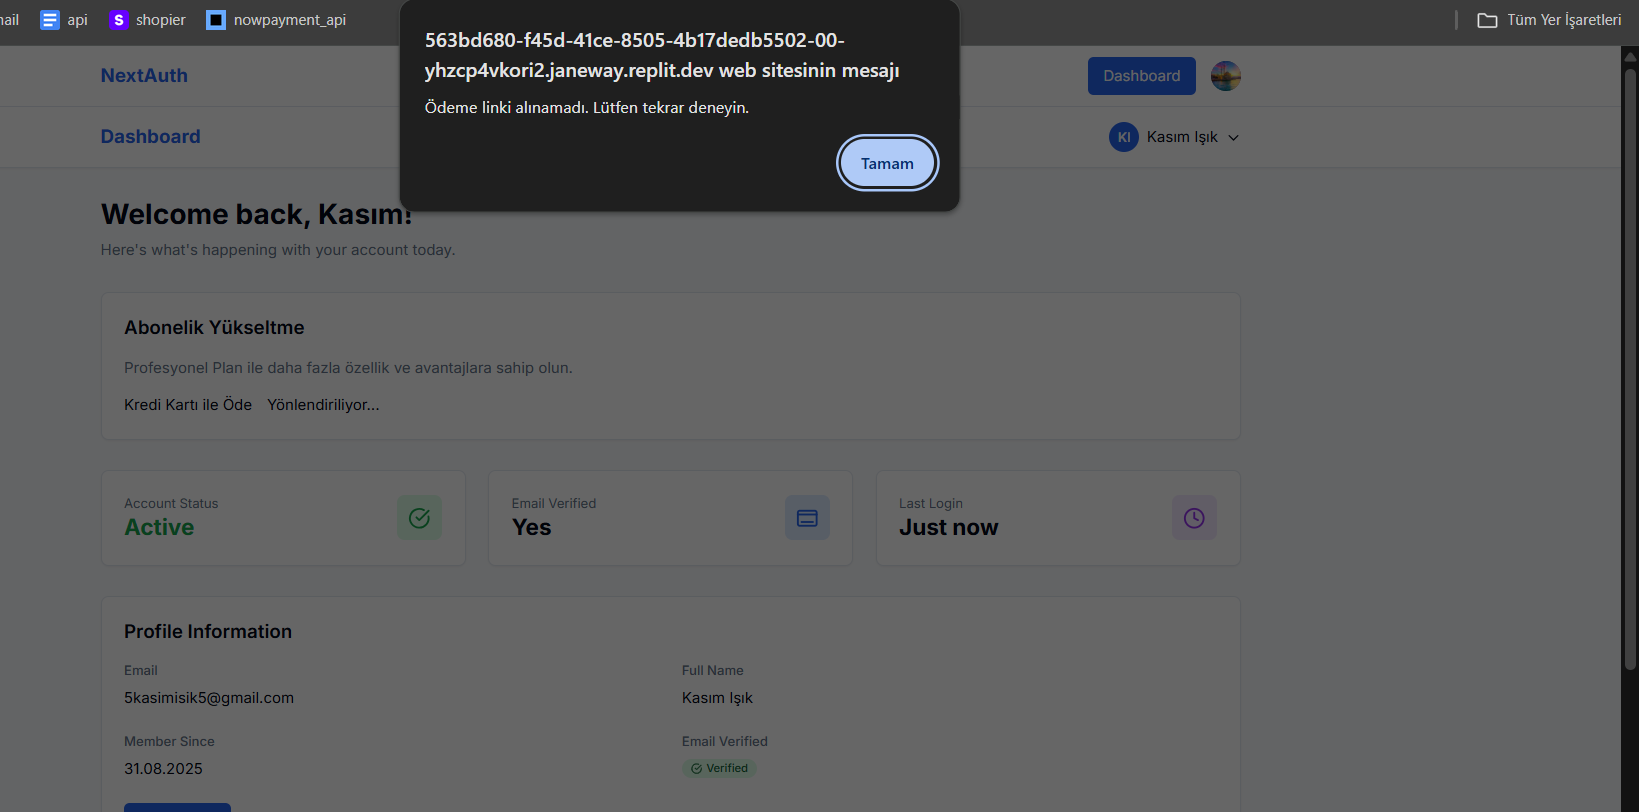 ail
api
S
shopier
nowpayment_api
Tüm Yer İşaretleri
563bd680-f45d-41ce-8505-4b17dedb5502-00-
yhzcp4vkori2.janeway.replit.dev web sitesinin mesajı
Ödeme linki alınamadı. Lütfen tekrar deneyin.
Tamam
NextAuth
Dashboard
Dashboard
KI
Kasım Işık
Welcome back, Kasım!
Here's what's happening with your account today.
Abonelik Yükseltme
Profesyonel Plan ile daha fazla özellik ve avantajlara sahip olun.
Kredi Kartı ile Öde Yönlendiriliyor...
Account Status
Active
Email Verified
Yes
Last Login
Just now
Profile Information
Email
5kasimisik5@gmail.com
Full Name
Kasım Işık
Member Since
31.08.2025
Email Verified
Verified